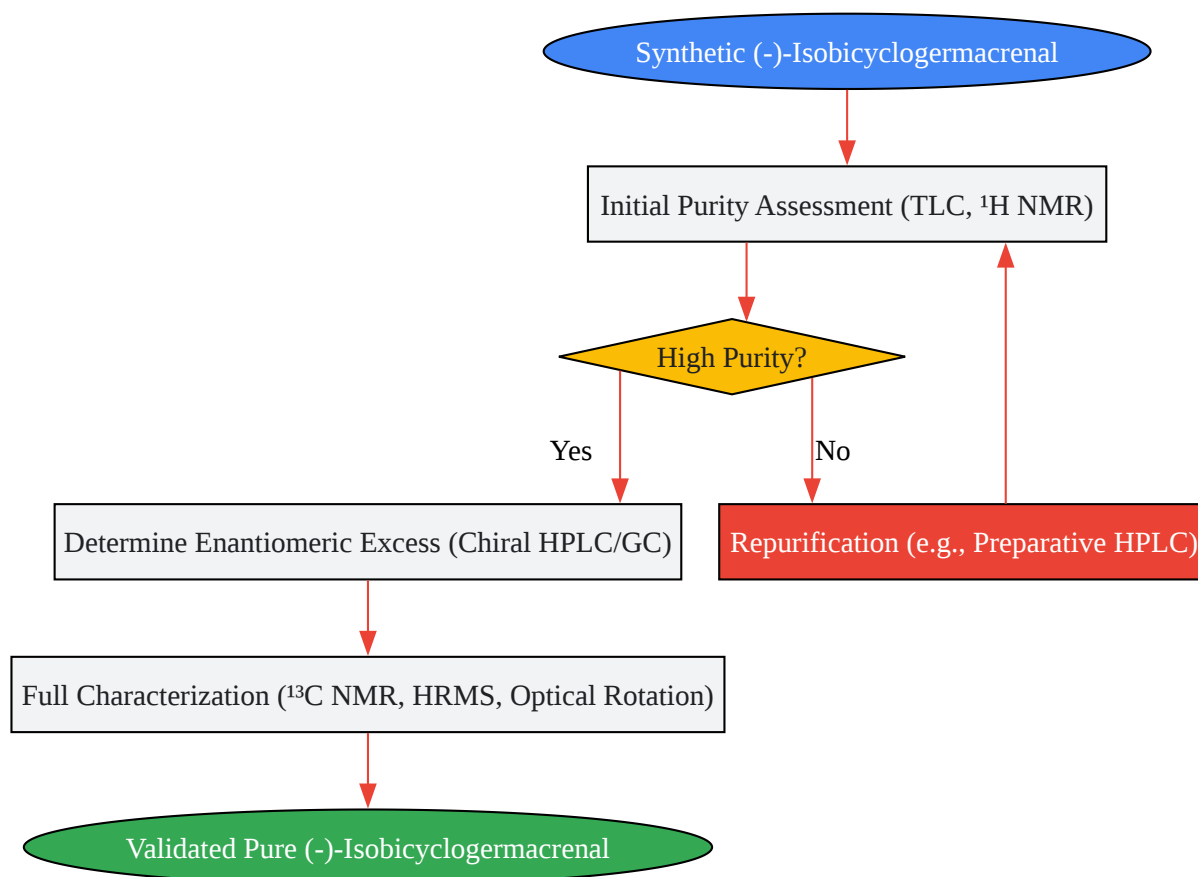 Synthetic (-)-Isobicyclogermacrenal
Initial Purity Assessment (TLC, ¹H NMR)
High Purity?
Yes
No
Determine Enantiomeric Excess (Chiral HPLC/GC)
Repurification (e.g., Preparative HPLC)
Full Characterization (¹³C NMR, HRMS, Optical Rotation)
Validated Pure (-)-Isobicyclogermacrenal